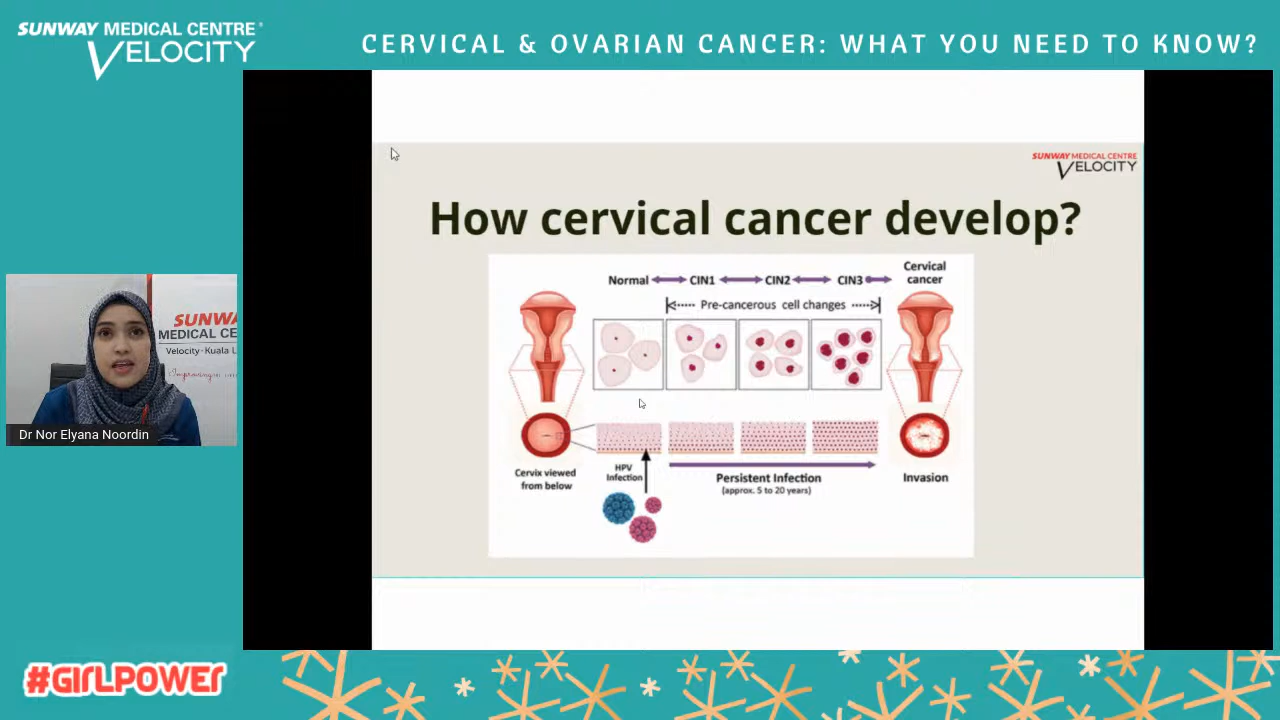 SUNWAY MEDICAL CENTRE
VELOCITY
CERVICAL & OVARIAN CANCER: WHAT YOU NEED TO KNOW?
SUNWAY MEDICAL CENTRE
VELOCITY
How cervical cancer develop?
Normal CIN1 CIN2 CIN3 Cervical
cancer
Pre-cancerous cell changes
SUNW
MEDICAL CE
Velocity - Kuala L
Dr Nor Elyana Noordin
Cervix viewed
from below
HPV
Infection
Persistent Infection
(approx. 5 to 20 years)
Invasion
#GIRLPOWER